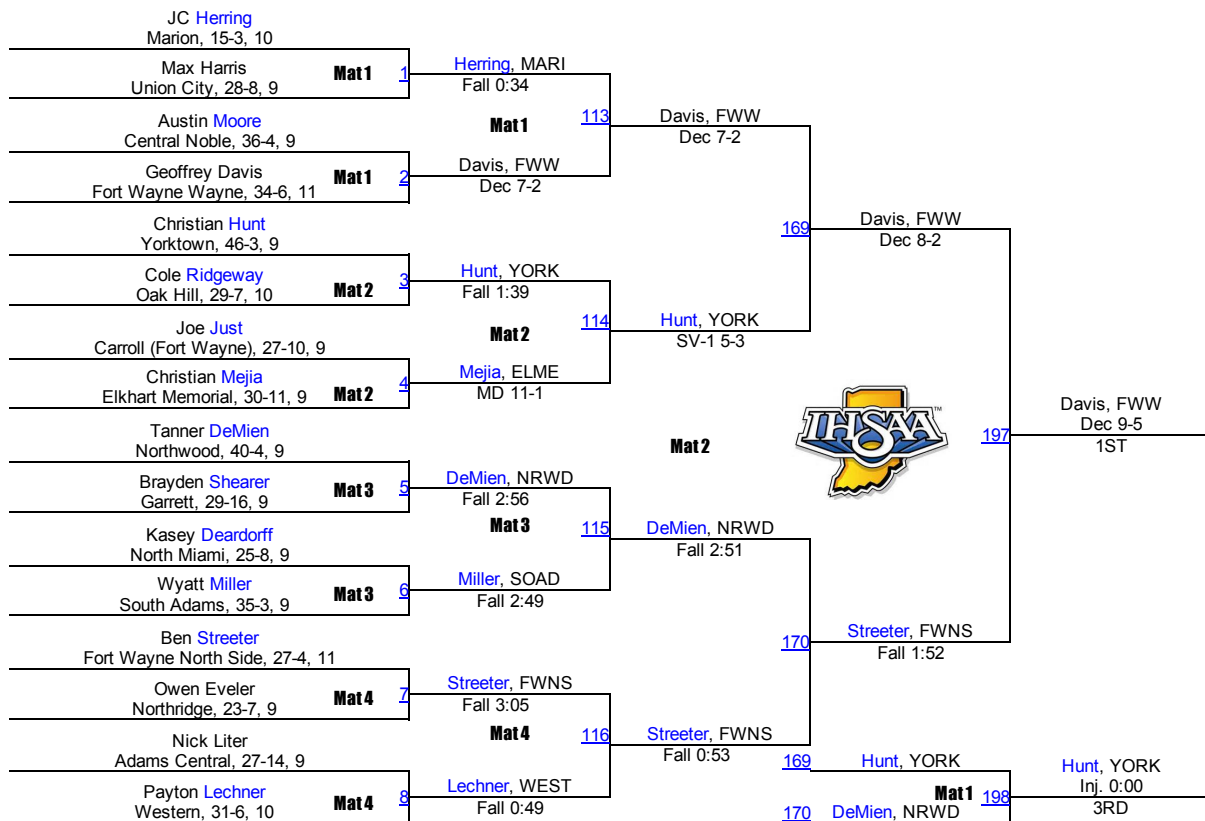 JC Herring
Marion, 15-3, 10
Max Harris
Union City, 28-8, 9
Mat 1
1
Herring, MARI
Fall 0:34
Austin Moore
Central Noble, 36-4, 9
Mat 1
113
Davis, FWW
Dec 7-2
Geoffrey Davis
Fort Wayne Wayne, 34-6, 11
Mat 1
2
Davis, FWW
Dec 7-2
Christian Hunt
Yorktown, 46-3, 9
169
Davis, FWW
Dec 8-2
Cole Ridgeway
Oak Hill, 29-7, 10
Mat 2
3
Hunt, YORK
Fall 1:39
Joe Just
Carroll (Fort Wayne), 27-10, 9
Mat 2
114
Hunt, YORK
SV-1 5-3
Christian Mejia
Elkhart Memorial, 30-11, 9
Mat 2
4
Mejia, ELME
MD 11-1
IHSAA
TM
Mat 2
197
Davis, FWW
Dec 9-5
1ST
Tanner DeMien
Northwood, 40-4, 9
Brayden Shearer
Garrett, 29-16, 9
Mat 3
5
DeMien, NRWD
Fall 2:56
Kasey Deardorff
North Miami, 25-8, 9
Mat 3
115
DeMien, NRWD
Fall 2:51
Wyatt Miller
South Adams, 35-3, 9
Mat 3
6
Miller, SOAD
Fall 2:49
Ben Streeter
Fort Wayne North Side, 27-4, 11
170
Streeter, FWNS
Fall 1:52
Owen Eveler
Northridge, 23-7, 9
Mat 4
7
Streeter, FWNS
Fall 3:05
Nick Liter
Adams Central, 27-14, 9
Mat 4
116
Streeter, FWNS
Fall 0:53
Payton Lechner
Western, 31-6, 10
Mat 4
8
Lechner, WEST
Fall 0:49
169
Hunt, YORK
Mat 1
198
Hunt, YORK
Inj. 0:00
3RD
170
DeMien, NRWD